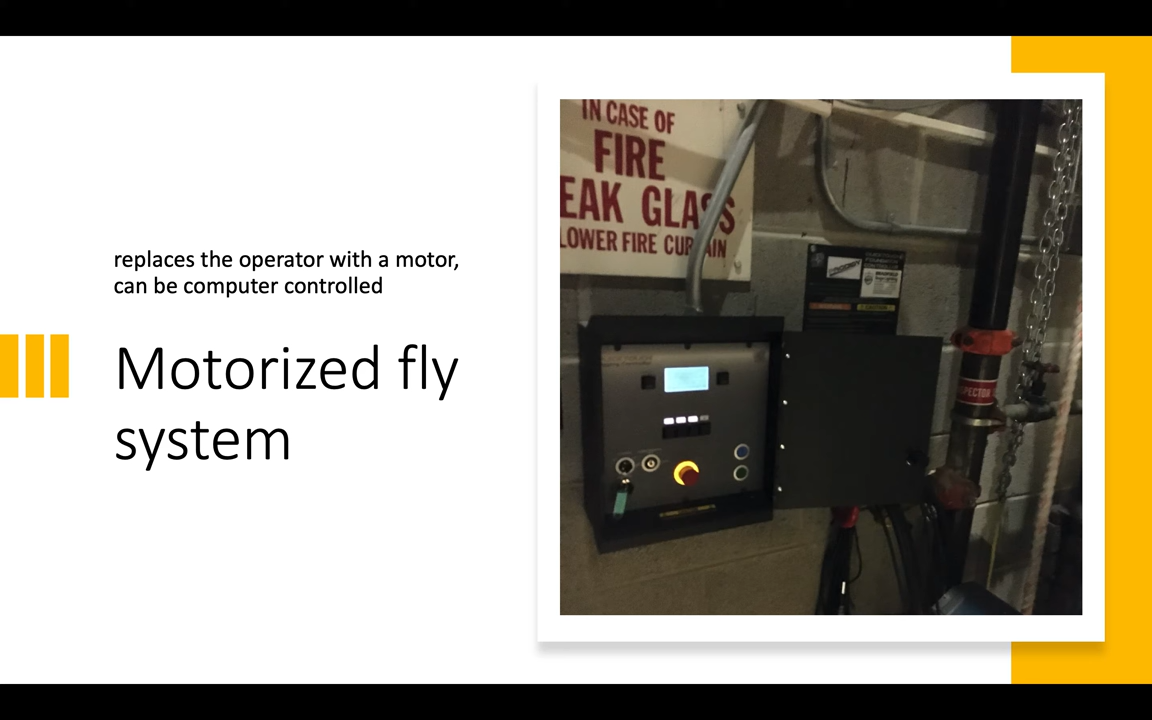 replaces the operator with a motor,
can be computer controlled
Motorized fly
system
IN CASE OF
FIRE
EAK GLASS
LOWER FIRE CURTAIN
SPECTOR